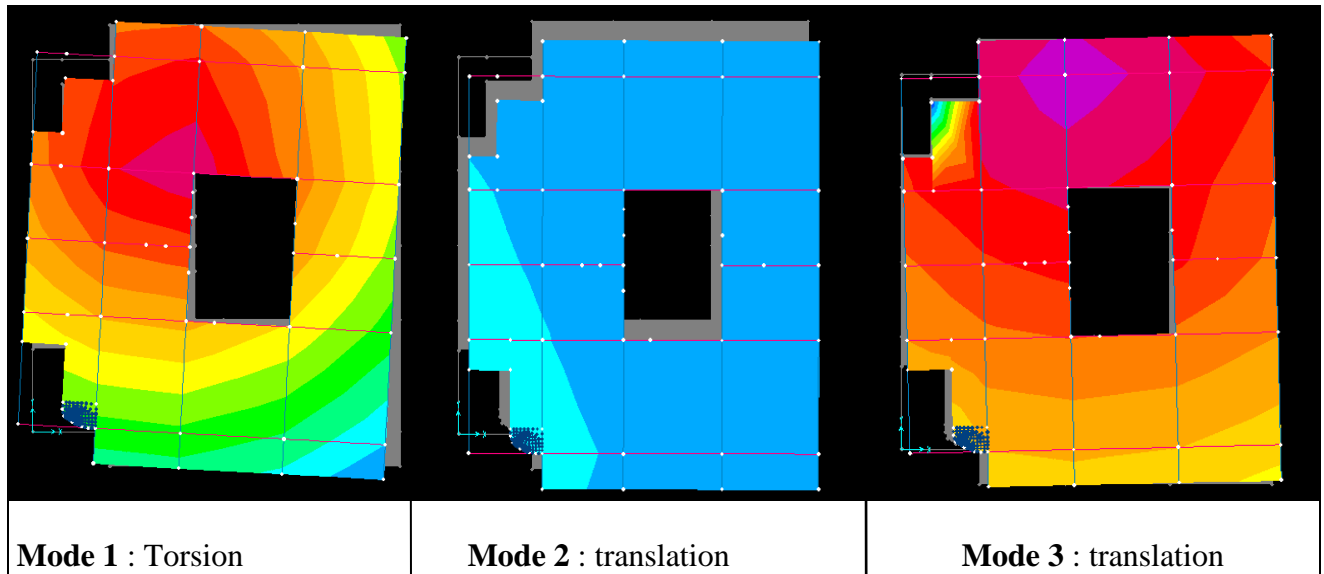 Mode 1 : Torsion
Mode 2 : translation
Mode 3 : translation